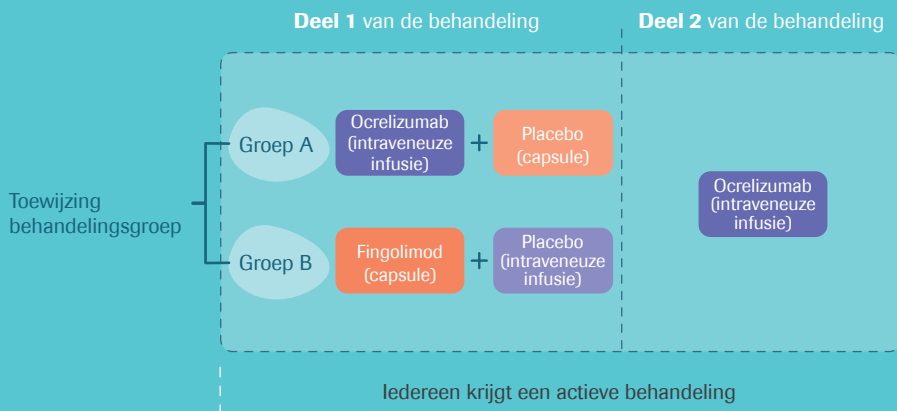 Deel 1 van de behandeling
Deel 2 van de behandeling
Toewijzing
behandelingsgroep
Groep A
Ocrelizumab
(intraveneuze
infusie)
+
Placebo
(capsule)
Groep B
Fingolimod
(capsule)
+
Placebo
(intraveneuze
infusie)
Ocrelizumab
(intraveneuze
infusie)
Iedereen krijgt een actieve behandeling